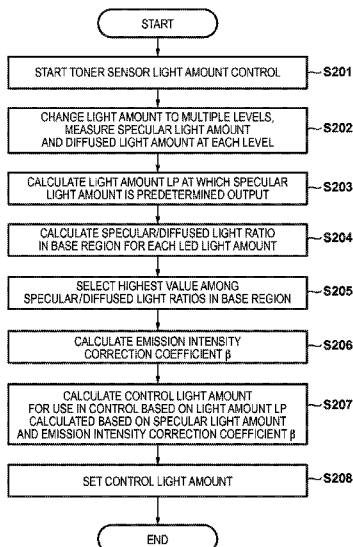 START
START TONER SENSOR LIGHT AMOUNT CONTROL
S201
CHANGE LIGHT AMOUNT TO MULTIPLE LEVELS,
MEASURE SPECULAR LIGHT AMOUNT
AND DIFFUSED LIGHT AMOUNT AT EACH LEVEL
S202
CALCULATE LIGHT AMOUNT LP AT WHICH SPECULAR
LIGHT AMOUNT IS PREDETERMINED OUTPUT
S203
CALCULATE SPECULAR/DIFFUSED LIGHT RATIO
IN BASE REGION FOR EACH LED LIGHT AMOUNT
S204
SELECT HIGHEST VALUE AMONG
SPECULAR/DIFFUSED LIGHT RATIOS IN BASE REGION
S205
CALCULATE EMISSION INTENSITY
CORRECTION COEFFICIENT β
S206
CALCULATE CONTROL LIGHT AMOUNT
FOR USE IN CONTROL BASED ON LIGHT AMOUNT LP
CALCULATED BASED ON SPECULAR LIGHT AMOUNT
AND EMISSION INTENSITY CORRECTION COEFFICIENT β
S207
SET CONTROL LIGHT AMOUNT
S208
END